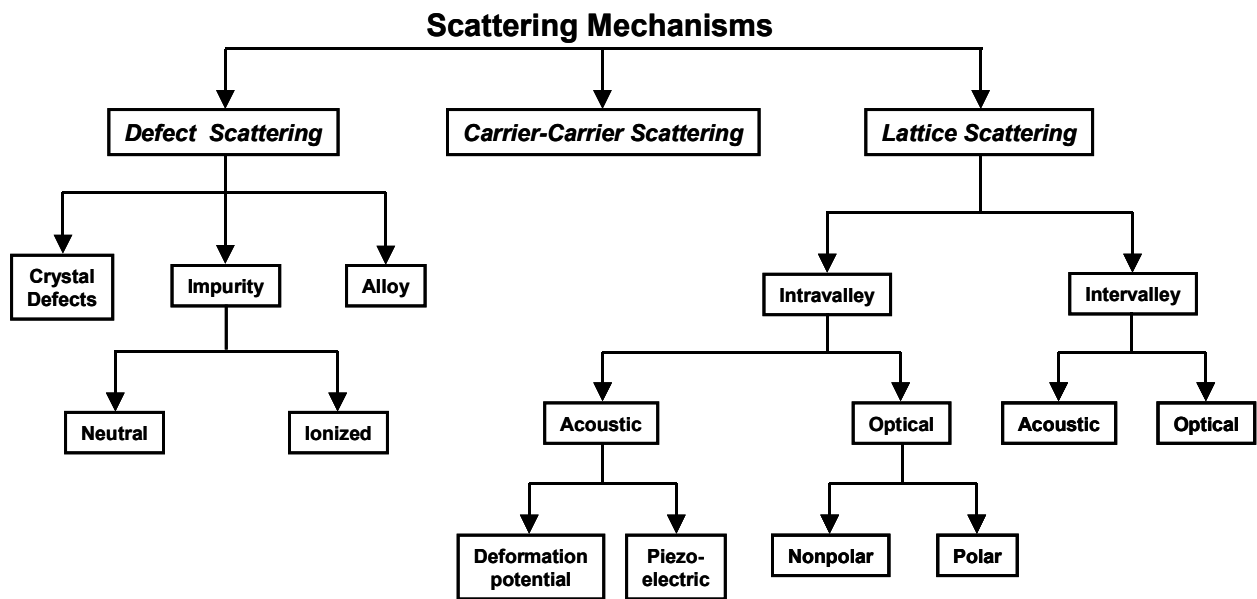 Scattering Mechanisms
Defect Scattering
Carrier-Carrier Scattering
Lattice Scattering
Crystal
Defects
Impurity
Alloy
Intravalley
Intervalley
Neutral
Ionized
Acoustic
Optical
Acoustic
Optical
Deformation
potential
Piezo-
electric
Nonpolar
Polar